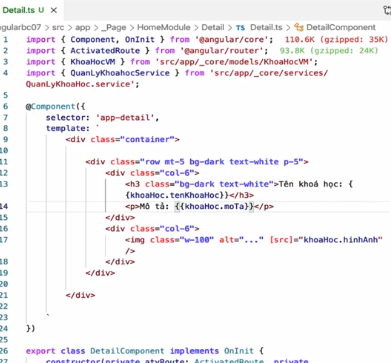 Detail.ts U ×
ngularbc07 > src > app > _Page > HomeModule > Detail > TS Detail.ts > DetailComponent
1 import { Component, OnInit } from '@angular/core'; 110.6K (gzipped: 35K)
2 import { ActivatedRoute } from '@angular/router'; 93.8K (gzipped: 24K)
3 import { KhoaHocVM } from 'src/app/_core/models/KhoaHocVM';
4 import { QuanLyKhoahocService } from 'src/app/_core/services/
QuanLyKhoaHoc.service';
5
6 @Component({
7 selector: 'app-detail',
8 template: `
9 <div class="container">
10
11 <div class="row mt-5 bg-dark text-white p-5">
12 <div class="col-6">
13 <h3 class="bg-dark text-white">Tên khoá học: {
{khoaHoc.tenKhoaHoc}}</h3>
14 <p>Mô tả: {{khoaHoc.moTa}}</p>
15 </div>
16 <div class="col-6">
17 <img class="w-100" alt="..." [src]="khoaHoc.hinhAnh"
/>
18 </div>
19 </div>
20
21 </div>
22
23 `
24 })
25
26 export class DetailComponent implements OnInit {
27 constructor(private atvRoute: ActivatedRoute, private